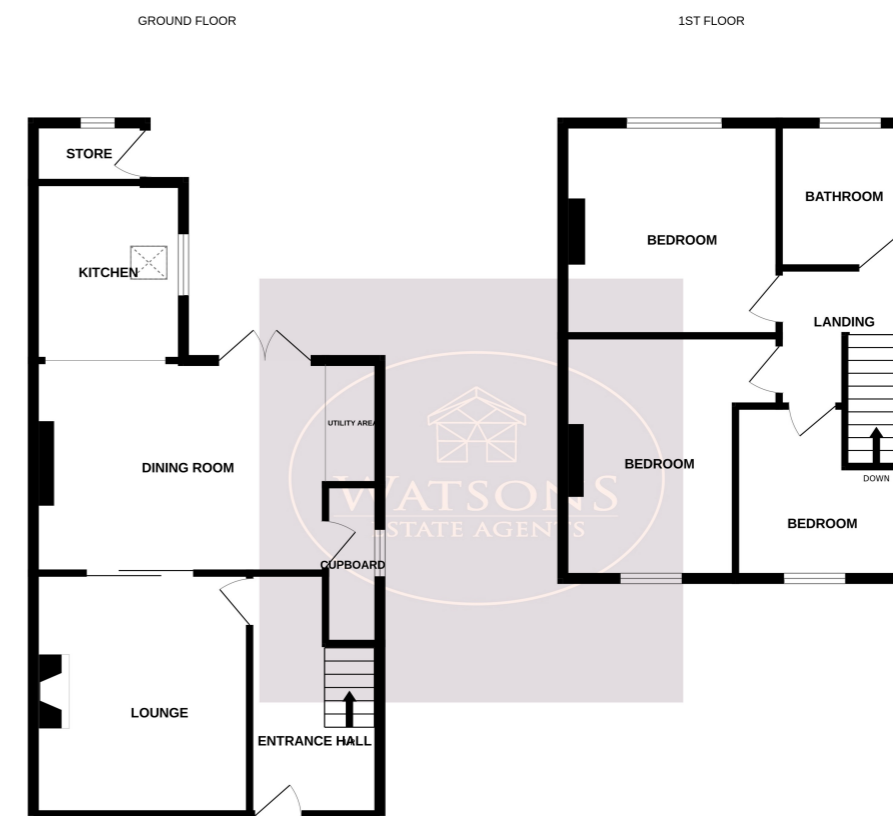 GROUND FLOOR
1ST FLOOR
STORE
KITCHEN
DINING ROOM
UTILITY AREA
CUPBOARD
LOUNGE
ENTRANCE HALL
BEDROOM
BATHROOM
LANDING
BEDROOM
DOWN
BEDROOM
WATSONS
ESTATE AGENTS